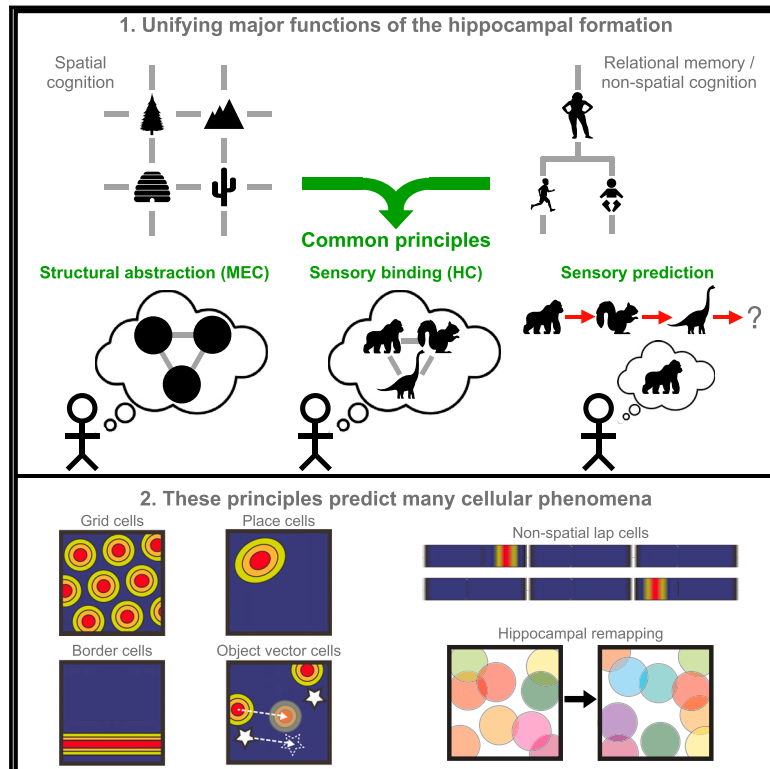 1. Unifying major functions of the hippocampal formation
Spatial
cognition
Relational memory /
non-spatial cognition
Common principles
Structural abstraction (MEC)
Sensory binding (HC)
Sensory prediction
?
2. These principles predict many cellular phenomena
Grid cells
Place cells
Non-spatial lap cells
Border cells
Object vector cells
Hippocampal remapping